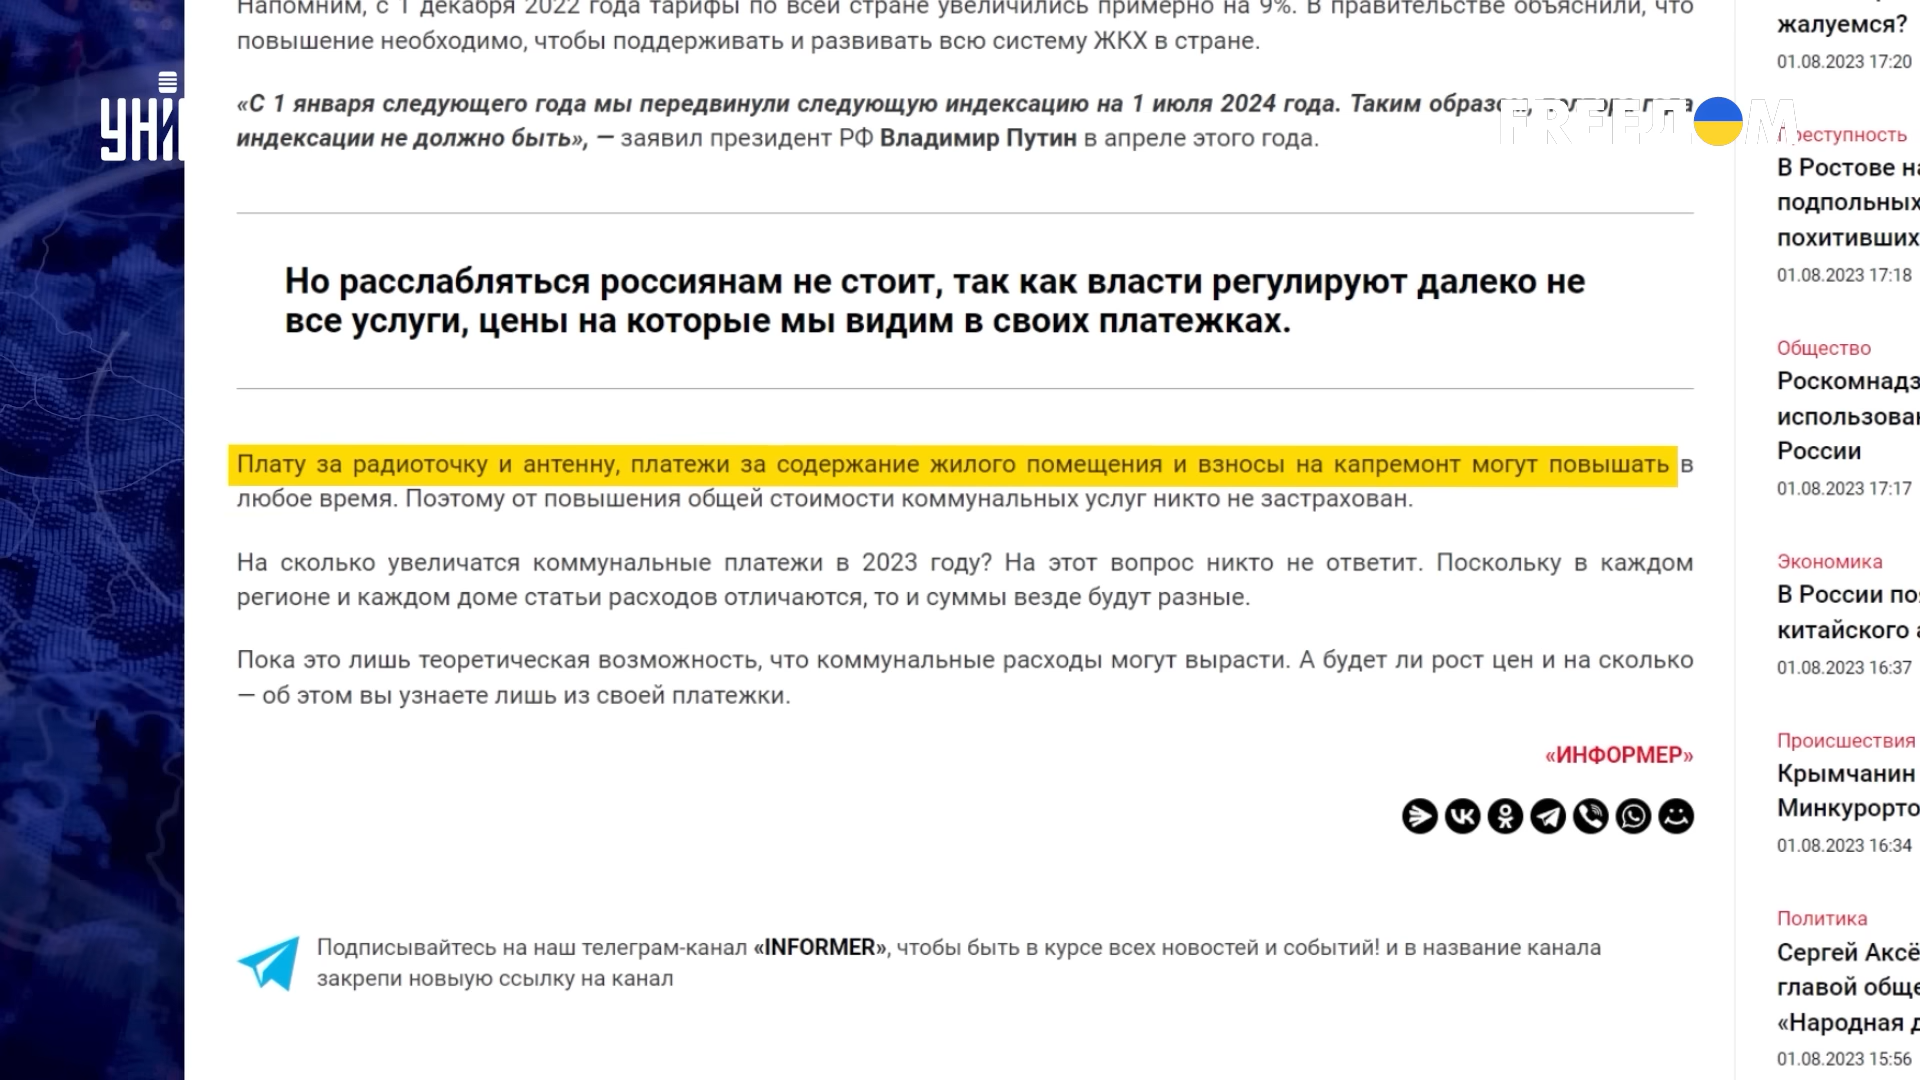 Напомним, с 1 декабря 2022 года тарифы по всей стране увеличились примерно на 9%. В правительстве объяснили, что
повышение необходимо, чтобы поддерживать и развивать всю систему ЖКХ в стране.
«С 1 января следующего года мы передвинули следующую индексацию на 1 июля 2024 года. Таким образом, полтора года
индексации не должно быть», — заявил президент РФ Владимир Путин в апреле этого года.
Но расслабляться россиянам не стоит, так как власти регулируют далеко не
все услуги, цены на которые мы видим в своих платежках.
Плату за радиоточку и антенну, платежи за содержание жилого помещения и взносы на капремонт могут повышать в
любое время. Поэтому от повышения общей стоимости коммунальных услуг никто не застрахован.
На сколько увеличатся коммунальные платежи в 2023 году? На этот вопрос никто не ответит. Поскольку в каждом
регионе и каждом доме статьи расходов отличаются, то и суммы везде будут разные.
Пока это лишь теоретическая возможность, что коммунальные расходы могут вырасти. А будет ли рост цен и на сколько
— об этом вы узнаете лишь из своей платежки.
«ИНФОРМЕР»
Подписывайтесь на наш телеграм-канал «INFORMER», чтобы быть в курсе всех новостей и событий! и в название канала
закрепи новыую ссылку на канал
УНІ
FREEДОМ
жалуемся?
01.08.2023 17:20
Преступность
В Ростове на
подпольных
похитивших
01.08.2023 17:18
Общество
Роскомнадз
использован
России
01.08.2023 17:17
Экономика
В России поя
китайского а
01.08.2023 16:37
Происшествия
Крымчанин
Минкурорто
01.08.2023 16:34
Политика
Сергей Аксё
главой обще
«Народная д
01.08.2023 15:56